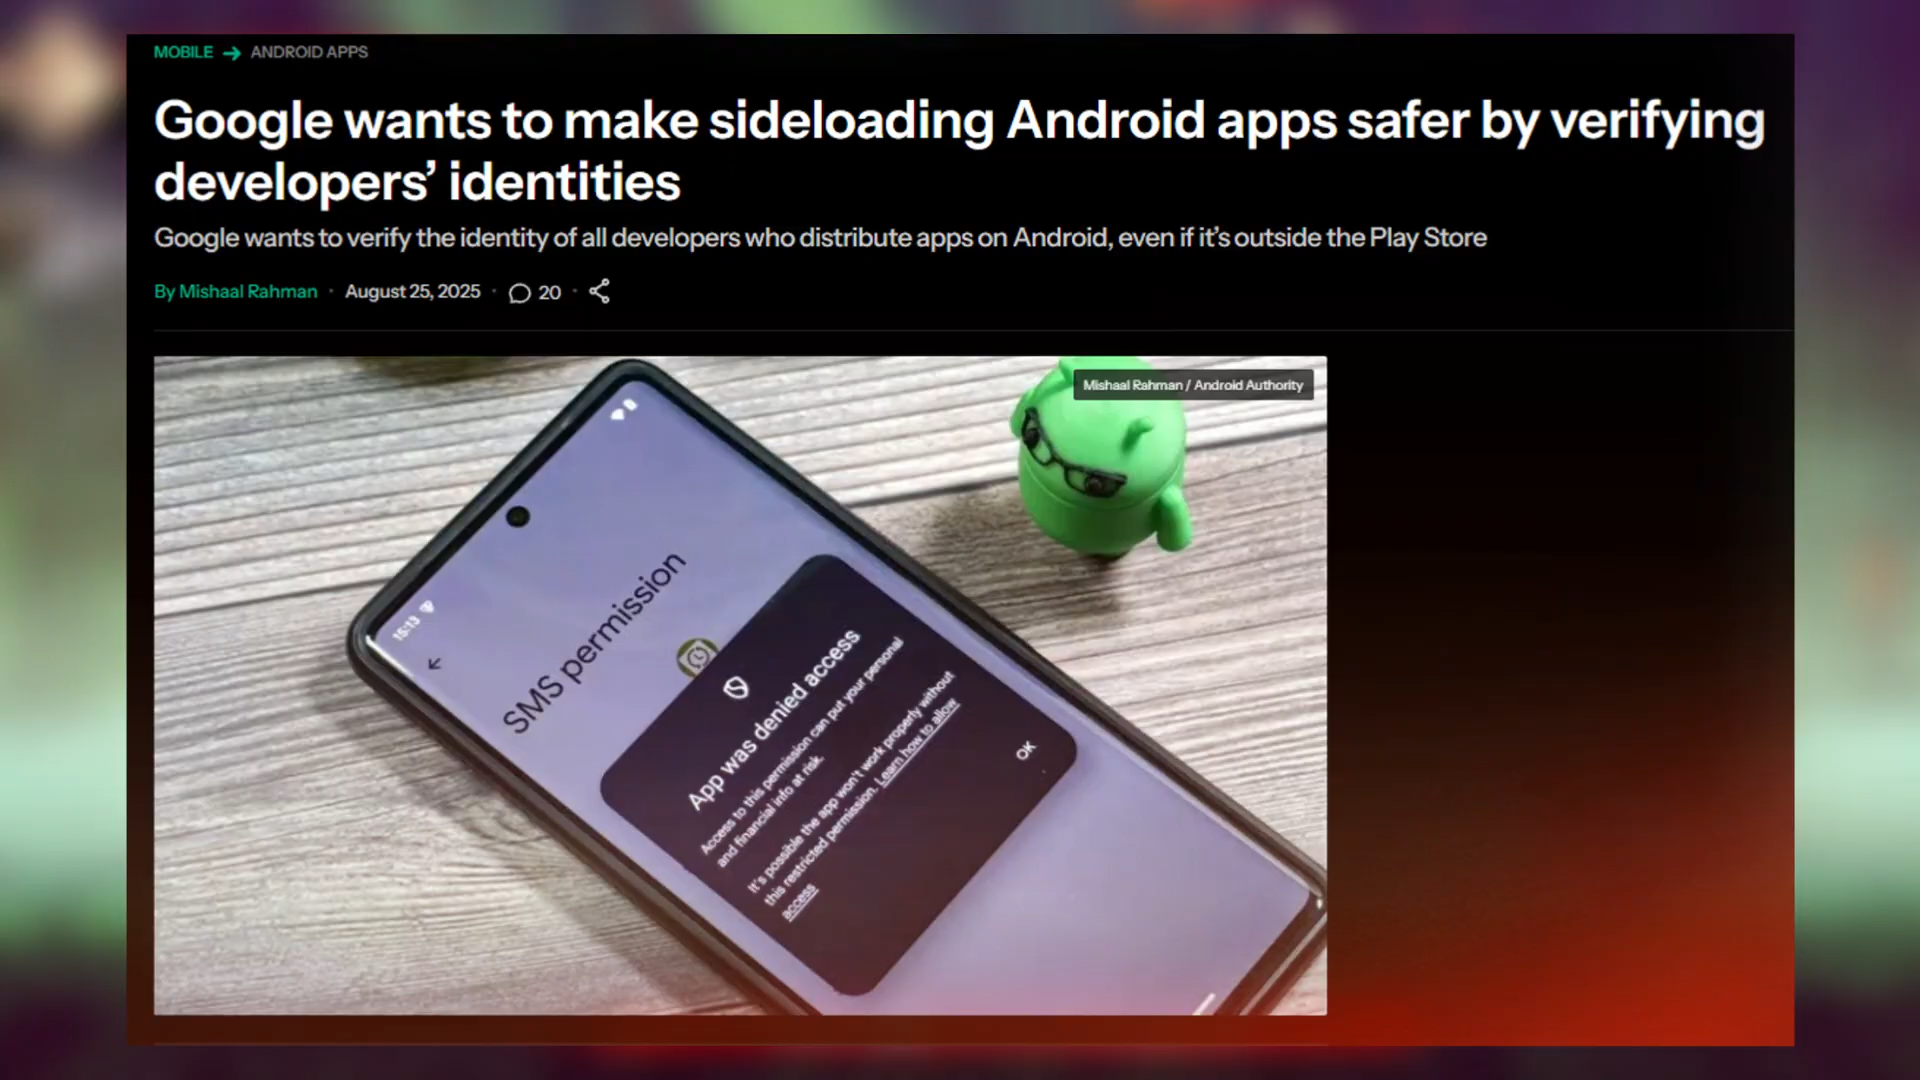 MOBILE → ANDROID APPS
Google wants to make sideloading Android apps safer by verifying
developers’ identities
Google wants to verify the identity of all developers who distribute apps on Android, even if it’s outside the Play Store
By Mishaal Rahman · August 25, 2025 · 20 ·
Mishaal Rahman / Android Authority
15:13
SMS permission
App was denied access
Access to this permission can put your personal
and financial info at risk.
It’s possible the app won’t work properly without
this restricted permission. Learn how to allow
access
OK